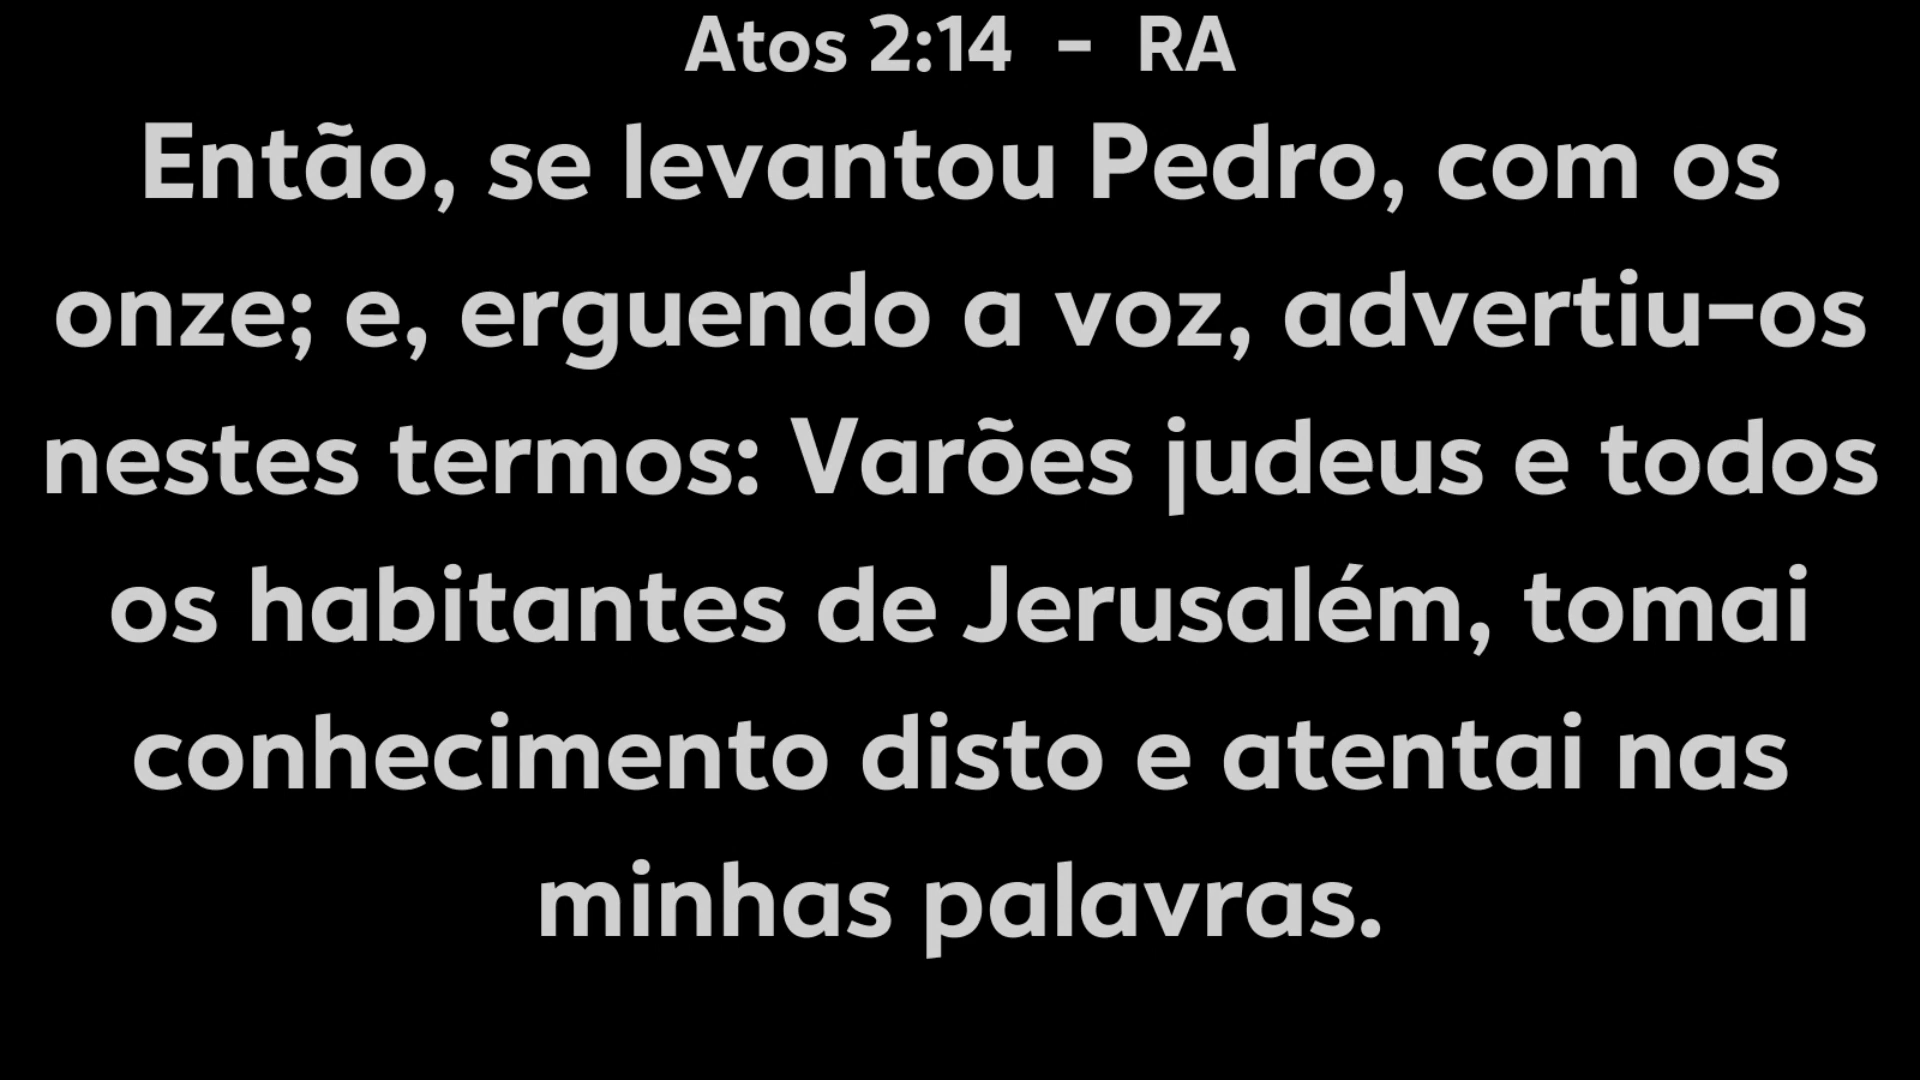 Atos 2:14 - RA
Então, se levantou Pedro, com os
onze; e, erguendo a voz, advertiu-os
nestes termos: Varões judeus e todos
os habitantes de Jerusalém, tomai
conhecimento disto e atentai nas
minhas palavras.